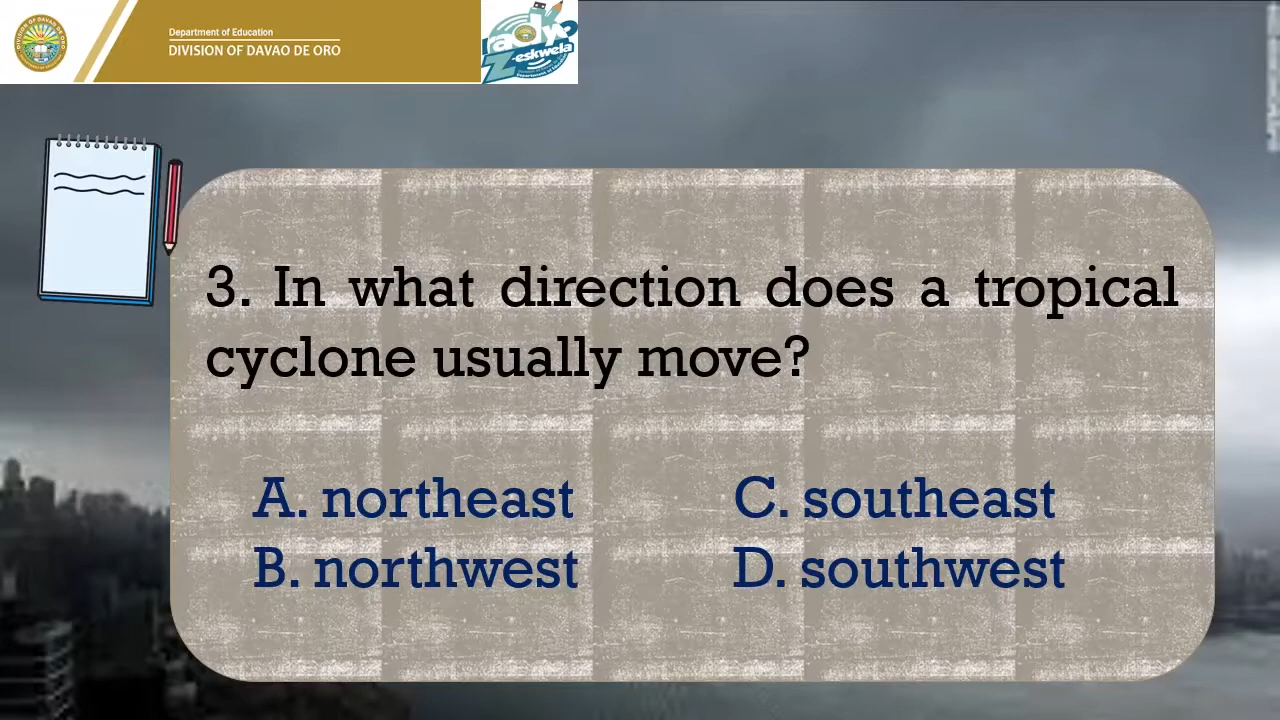 Department of Education
DIVISION OF DAVAO DE ORO
3. In what direction does a tropical
cyclone usually move?
A. northeast
B. northwest
C. southeast
D. southwest